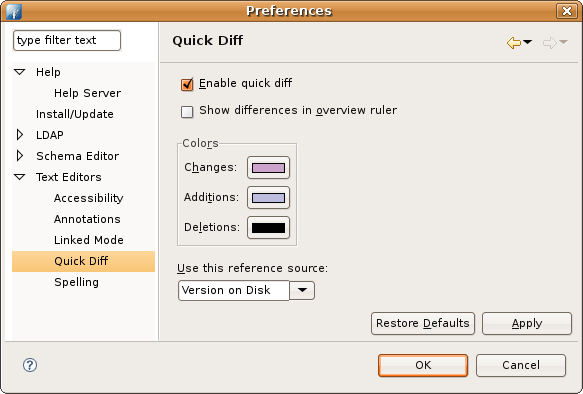 Preferences
type filter text
Help
Help Server
Install/Update
LDAP
Schema Editor
Text Editors
Accessibility
Annotations
Linked Mode
Quick Diff
Spelling
Quick Diff
Enable quick diff
Show differences in overview ruler
Colors
Changes:
Additions:
Deletions:
Use this reference source:
Version on Disk
Restore Defaults Apply
? OK Cancel